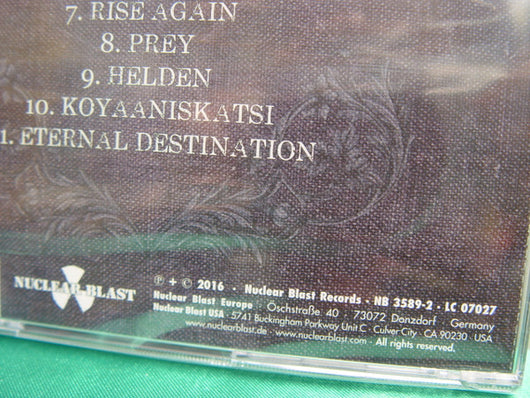 7. RISE AGAIN
8. PREY
9. HELDEN
10. KOYAANISKATSI
1. ETERNAL DESTINATION
NUCLEAR BLAST
℗ + © 2016 · Nuclear Blast Records · NB 3589-2 · LC 07027
Nuclear Blast Europe · Öschstraße 40 · 73072 Donzdorf · Germany
Nuclear Blast USA · 5741 Buckingham Parkway Unit C · Culver City · CA 90230 · USA
www.nuclearblast.de · www.nuclearblast.com · All rights reserved.